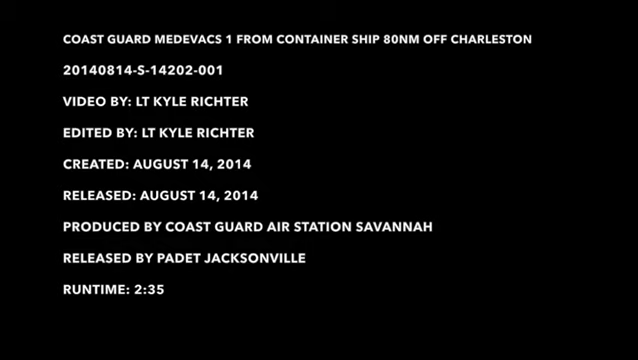 COAST GUARD MEDEVACS 1 FROM CONTAINER SHIP 80NM OFF CHARLESTON
20140814-S-14202-001
VIDEO BY: LT KYLE RICHTER
EDITED BY: LT KYLE RICHTER
CREATED: AUGUST 14, 2014
RELEASED: AUGUST 14, 2014
PRODUCED BY COAST GUARD AIR STATION SAVANNAH
RELEASED BY PADET JACKSONVILLE
RUNTIME: 2:35